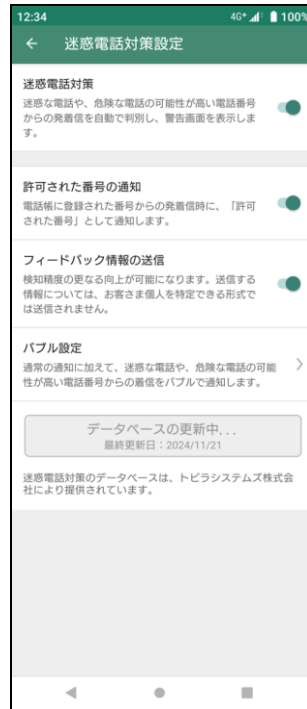 12:34
4G+ 100%
← 迷惑電話対策設定
迷惑電話対策
迷惑な電話や、危険な電話の可能性が高い電話番号
からの発着信を自動で判別し、警告画面を表示しま
す。
許可された番号の通知
電話帳に登録された番号からの発着信時に、「許可
された番号」として通知します。
フィードバック情報の送信
検知精度の更なる向上が可能になります。送信する
情報については、お客さま個人を特定できる形式で
は送信されません。
バブル設定
通常の通知に加えて、迷惑な電話や、危険な電話の可能
性が高い電話番号からの着信をバブルで通知します。
データベースの更新中...
最終更新日：2024/11/21
迷惑電話対策のデータベースは、トビラシステムズ株式会
社により提供されています。